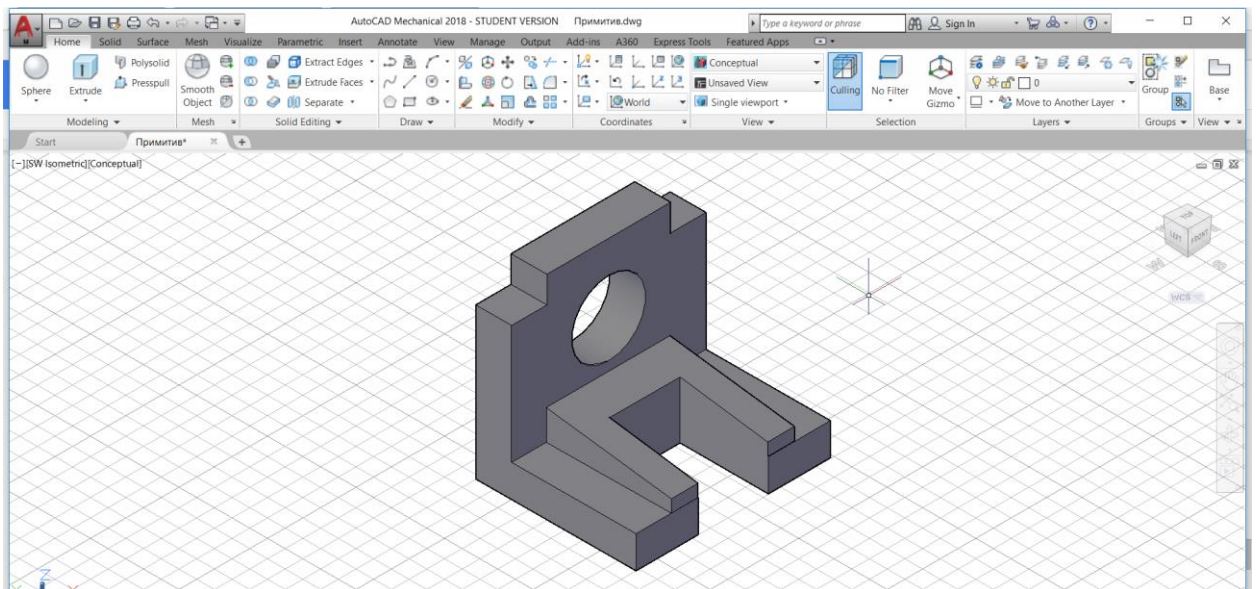 AutoCAD Mechanical 2018 - STUDENT VERSION Примитив.dwg
Type a keyword or phrase
Sign In
Home Solid Surface Mesh Visualize Parametric Insert Annotate View Manage Output Add-ins A360 Express Tools Featured Apps
Polysolid Extract Edges Conceptual
Presspull Extrude Faces Unsaved View
Sphere Extrude Smooth Object Separate World Single viewport Culling No Filter Move Gizmo 0 Move to Another Layer Group Base
Modeling Mesh Solid Editing Draw Modify Coordinates View Selection Layers Groups View
Start Примитив*
[−][SW Isometric][Conceptual]
TOP
LEFT FRONT
W S
WCS
Z